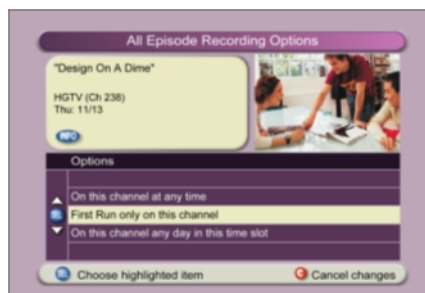 All Episode Recording Options
"Design On A Dime"
HGTV (Ch 238)
Thu: 11/13
INFO
Options
On this channel at any time
SEL
First Run only on this channel
On this channel any day in this time slot
SEL Choose highlighted item
C Cancel changes